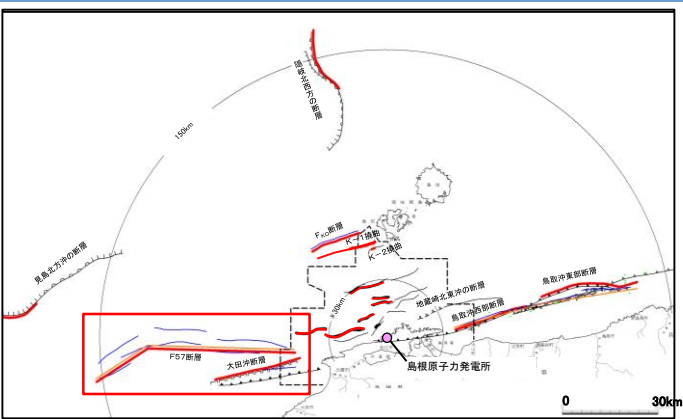 隠岐北西方の断層
150km
FKO断層
K-1撓曲
K-2撓曲
見島北方沖の断層
30km
地蔵崎北東沖の断層
鳥取沖東部断層
鳥取沖西部断層
F57断層
大田沖断層
島根原子力発電所
0 30km